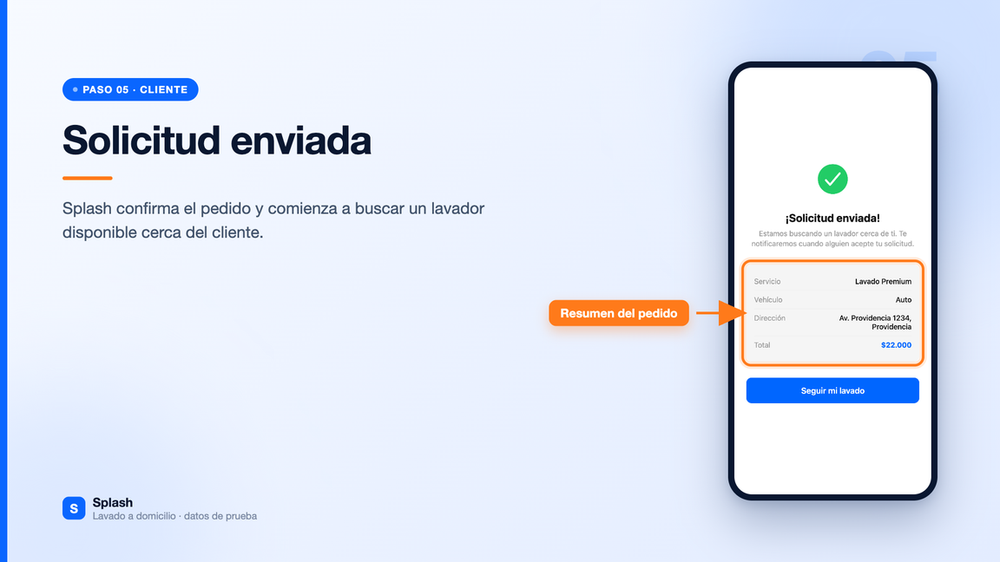 PASO 05 · CLIENTE
Solicitud enviada
Splash confirma el pedido y comienza a buscar un lavador
disponible cerca del cliente.
05
¡Solicitud enviada!
Estamos buscando un lavador cerca de ti. Te
notificaremos cuando alguien acepte tu solicitud.
Servicio Lavado Premium
Vehículo Auto
Dirección Av. Providencia 1234,
Providencia
Total $22.000
Seguir mi lavado
Resumen del pedido
S
Splash
Lavado a domicilio · datos de prueba